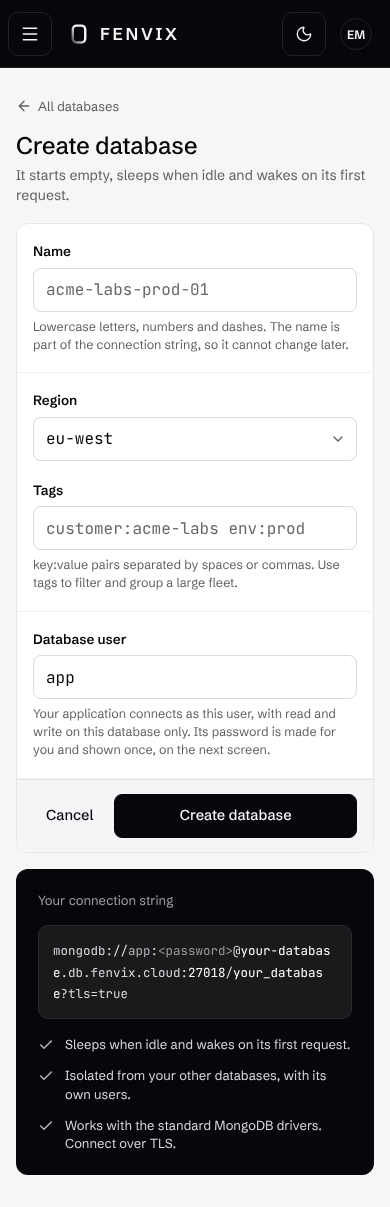 FENVIX
EM
All databases
Create database
It starts empty, sleeps when idle and wakes on its first
request.
Name
acme-labs-prod-01
Lowercase letters, numbers and dashes. The name is
part of the connection string, so it cannot change later.
Region
eu-west
Tags
customer:acme-labs env:prod
key:value pairs separated by spaces or commas. Use
tags to filter and group a large fleet.
Database user
app
Your application connects as this user, with read and
write on this database only. Its password is made for
you and shown once, on the next screen.
Cancel
Create database
Your connection string
mongodb://app:<password>@your-databas
e.db.fenvix.cloud:27018/your_databas
e?tls=true
Sleeps when idle and wakes on its first request.
Isolated from your other databases, with its
own users.
Works with the standard MongoDB drivers.
Connect over TLS.